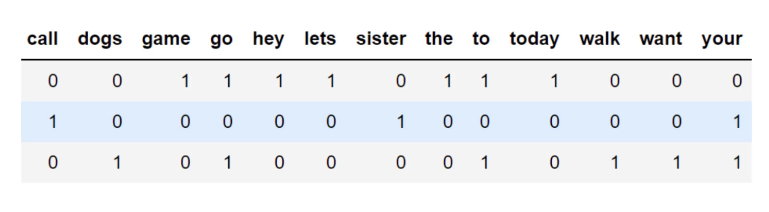 call dogs game go hey lets sister the to today walk want your
0 0 1 1 1 1 0 1 1 1 0 0 0
1 0 0 0 0 0 1 0 0 0 0 0 1
0 1 0 1 0 0 0 0 1 0 1 1 1